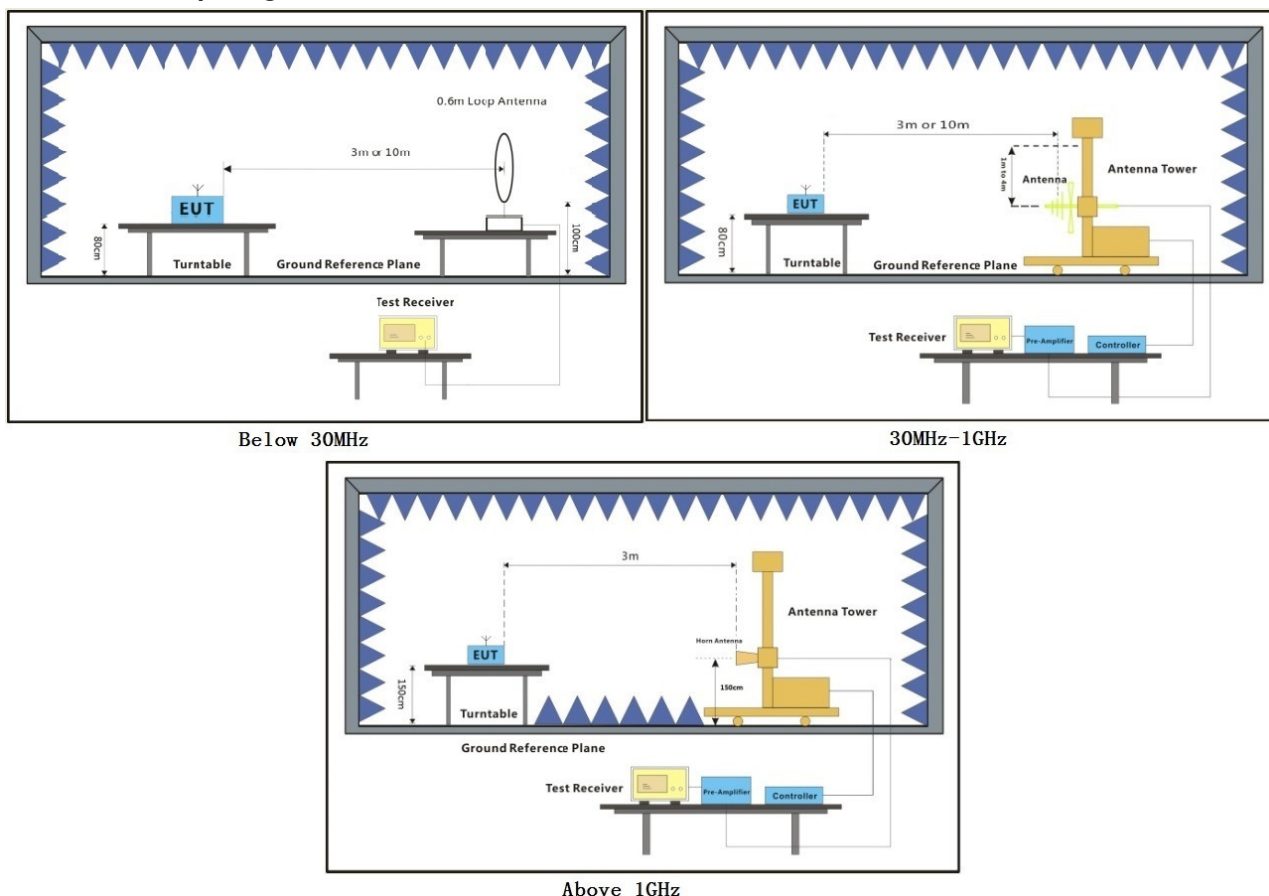 0.6m Loop Antenna
3m or 10m
EUT
80cm
100cm
Turntable
Ground Reference Plane
Test Receiver
Below 30MHz
3m or 10m
1m to 4m
Antenna
Antenna Tower
EUT
80cm
Turntable
Ground Reference Plane
Test Receiver
Pre-Amplifier
Controller
30MHz-1GHz
3m
Antenna Tower
Horn Antenna
EUT
150cm
150cm
Turntable
Ground Reference Plane
Test Receiver
Pre-Amplifier
Controller
Above 1GHz